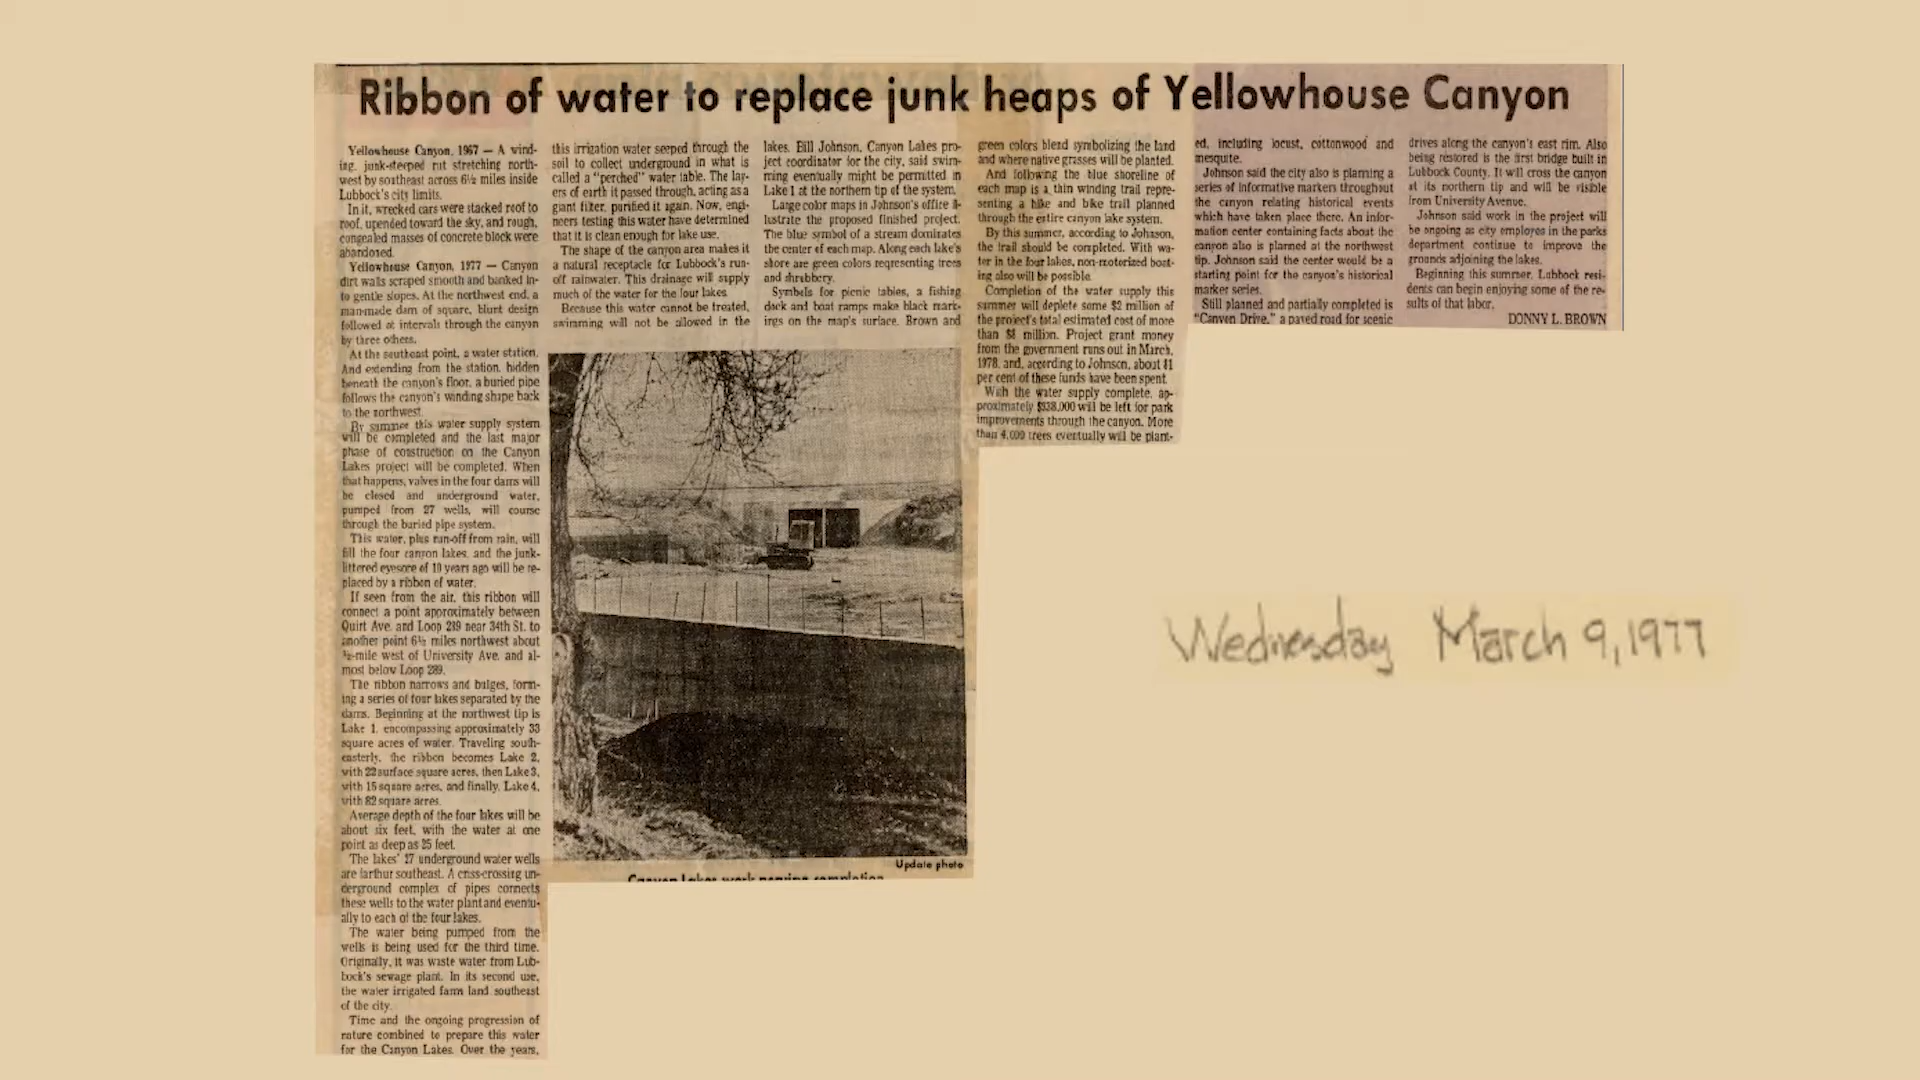 Ribbon of water to replace junk heaps of Yellowhouse Canyon
Yellowhouse Canyon, 1967 — A wind-
ing, junk-steeped rut stretching north-
west by southeast across 6½ miles inside
Lubbock's city limits.
In it, wrecked cars were stacked roof to
roof, upended toward the sky, and rough,
congealed masses of concrete block were
abandoned.
Yellowhouse Canyon, 1977 — Canyon
dirt walls scraped smooth and banked in-
to gentle slopes. At the northwest end, a
man-made dam of square, blunt design
followed at intervals through the canyon
by three others.
At the southeast point, a water station.
And extending from the station, hidden
beneath the canyon's floor, a buried pipe
follows the canyon's winding shape back
to the northwest.
By summer this water supply system
will be completed and the last major
phase of construction on the Canyon
Lakes project will be completed. When
that happens, valves in the four dams will
be closed and underground water,
pumped from 27 wells, will course
through the buried pipe system.
This water, plus run-off from rain, will
fill the four canyon lakes, and the junk-
littered eyesore of 10 years ago will be re-
placed by a ribbon of water.
If seen from the air, this ribbon will
connect a point approximately between
Quirt Ave. and Loop 289 near 34th St. to
another point 6½ miles northwest about
½-mile west of University Ave. and al-
most below Loop 289.
The ribbon narrows and bulges, form-
ing a series of four lakes separated by the
dams. Beginning at the northwest tip is
Lake 1, encompassing approximately 33
square acres of water. Traveling south-
easterly, the ribbon becomes Lake 2,
with 22 surface square acres, then Lake 3,
with 15 square acres, and finally, Lake 4,
with 82 square acres.
Average depth of the four lakes will be
about six feet, with the water at one
point as deep as 25 feet.
The lakes' 27 underground water wells
are farthur southeast. A criss-crossing un-
derground complex of pipes connects
these wells to the water plant and eventu-
ally to each of the four lakes.
The water being pumped from the
wells is being used for the third time.
Originally, it was waste water from Lub-
bock's sewage plant. In its second use,
the water irrigated farm land southeast
of the city.
Time and the ongoing progression of
nature combined to prepare this water
for the Canyon Lakes. Over the years,
this irrigation water seeped through the
soil to collect underground in what is
called a "perched" water table. The lay-
ers of earth it passed through, acting as a
giant filter, purified it again. Now, engi-
neers testing this water have determined
that it is clean enough for lake use.
The shape of the canyon area makes it
a natural receptacle for Lubbock's run-
off rainwater. This drainage will supply
much of the water for the four lakes.
Because this water cannot be treated,
swimming will not be allowed in the
lakes. Bill Johnson, Canyon Lakes pro-
ject coordinator for the city, said swim-
ming eventually might be permitted in
Lake 1 at the northern tip of the system.
Large color maps in Johnson's office il-
lustrate the proposed finished project.
The blue symbol of a stream dominates
the center of each map. Along each lake's
shore are green colors reqresenting trees
and shrubbery.
Symbols for picnic tables, a fishing
dock and boat ramps make black mark-
ings on the map's surface. Brown and
green colors blend symbolizing the land
and where native grasses will be planted.
And following the blue shoreline of
each map is a thin winding trail repre-
senting a hike and bike trail planned
through the entire canyon lake system.
By this summer, according to Johnson,
the trail should be completed. With wa-
ter in the four lakes, non-motorized boat-
ing also will be possible.
Completion of the water supply this
summer will deplete some $2 million of
the project's total estimated cost of more
than million. Project grant money
from the government runs out in March,
1978, and, according to Johnson, about
per cent of these funds have been spent.
With the water supply complete, ap-
proximately $338,000 will be left for park
improvements through the canyon. More
than 4,000 trees eventually will be plant-
ed, including locust, cottonwood and
mesquite.
Johnson said the city also is planning a
series of informative markers throughout
the canyon relating historical events
which have taken place there. An infor-
mation center containing facts about the
canyon also is planned at the northwest
tip. Johnson said the center would be a
starting point for the canyon's historical
marker series.
Still planned and partially completed is
"Canyon Drive," a paved road for scenic
drives along the canyon's east rim. Also
being restored is the first bridge built in
Lubbock County. It will cross the canyon
at its northern tip and will be visible
from University Avenue.
Johnson said work in the project will
be ongoing as city employes in the parks
department continue to improve the
grounds adjoining the lakes.
Beginning this summer, Lubbock resi-
dents can begin enjoying some of the re-
sults of that labor.
DONNY L. BROWN
Update photo
Canyon Lakes work nearing completion
Wednesday March 9, 1977